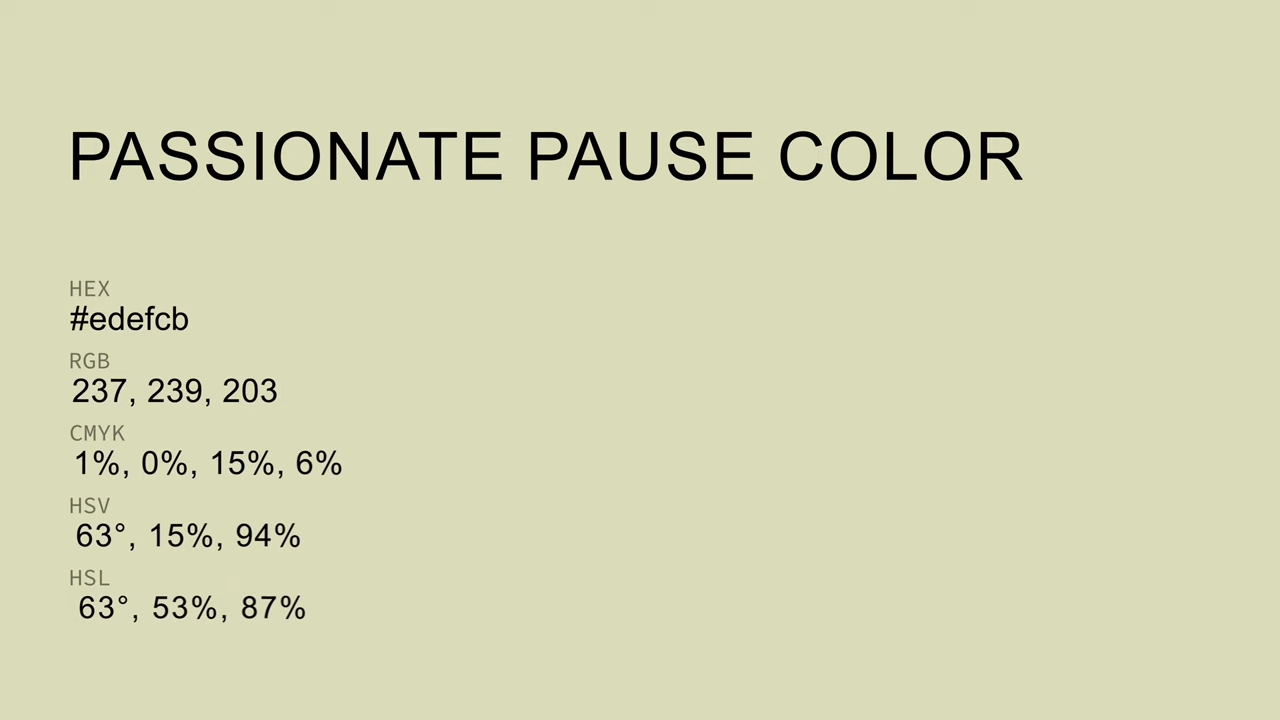 PASSIONATE PAUSE COLOR
HEX
#edefcb
RGB
237, 239, 203
CMYK
1%, 0%, 15%, 6%
HSV
63°, 15%, 94%
HSL
63°, 53%, 87%